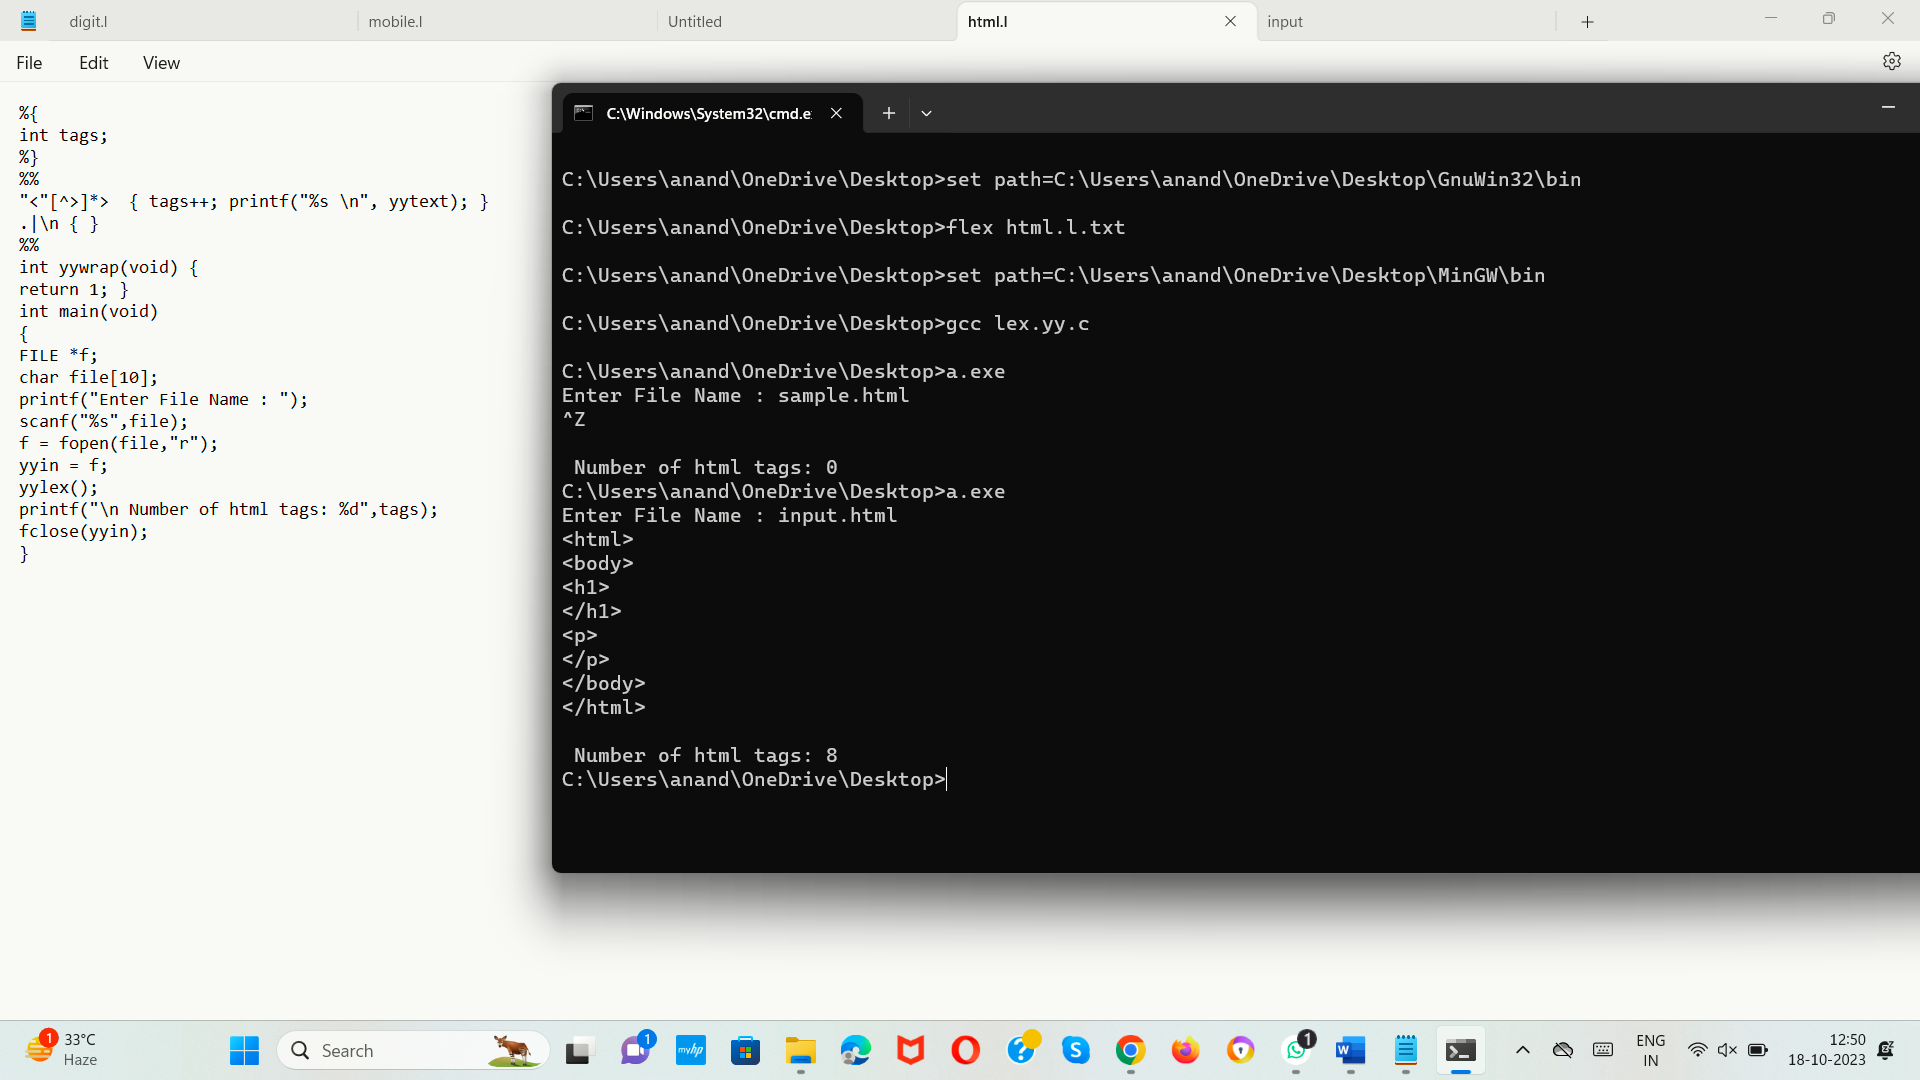 digit.l
mobile.l
Untitled
html.l
input
File
Edit
View
%{
int tags;
%}
%%
"<"[^>]*>  { tags++; printf("%s \n", yytext); }
.|\n { }
%%
int yywrap(void) {
return 1; }
int main(void)
{
FILE *f;
char file[10];
printf("Enter File Name : ");
scanf("%s",file);
f = fopen(file,"r");
yyin = f;
yylex();
printf("\n Number of html tags: %d",tags);
fclose(yyin);
}
C:\Windows\System32\cmd.e
C:\Users\anand\OneDrive\Desktop>set path=C:\Users\anand\OneDrive\Desktop\GnuWin32\bin
C:\Users\anand\OneDrive\Desktop>flex html.l.txt
C:\Users\anand\OneDrive\Desktop>set path=C:\Users\anand\OneDrive\Desktop\MinGW\bin
C:\Users\anand\OneDrive\Desktop>gcc lex.yy.c
C:\Users\anand\OneDrive\Desktop>a.exe
Enter File Name : sample.html
^Z
Number of html tags: 0
C:\Users\anand\OneDrive\Desktop>a.exe
Enter File Name : input.html
<html>
<body>
<h1>
</h1>
<p>
</p>
</body>
</html>
Number of html tags: 8
C:\Users\anand\OneDrive\Desktop>
1
33°C
Haze
Search
1
myhp
1
ENG
IN
12:50
18-10-2023